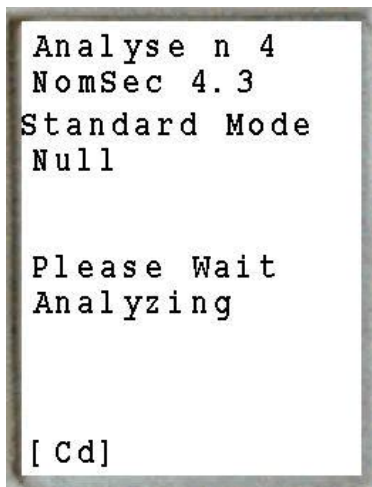 Analyse n 4
NomSec 4.3
Standard Mode
Null
Please Wait
Analyzing
[Cd]